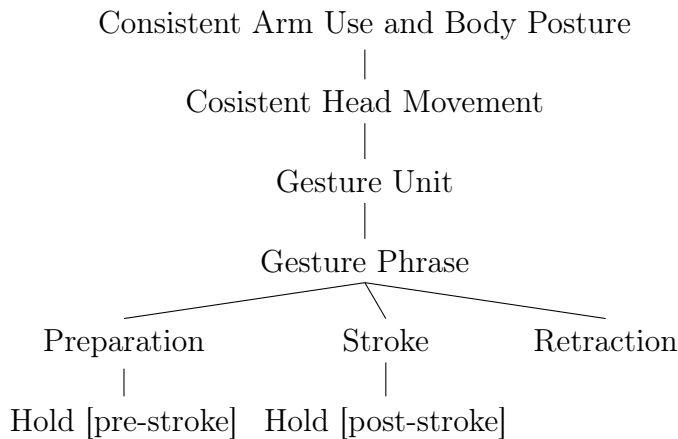 Consistent Arm Use and Body Posture
Cosistent Head Movement
Gesture Unit
Gesture Phrase
Preparation Stroke Retraction
Hold [pre-stroke] Hold [post-stroke]